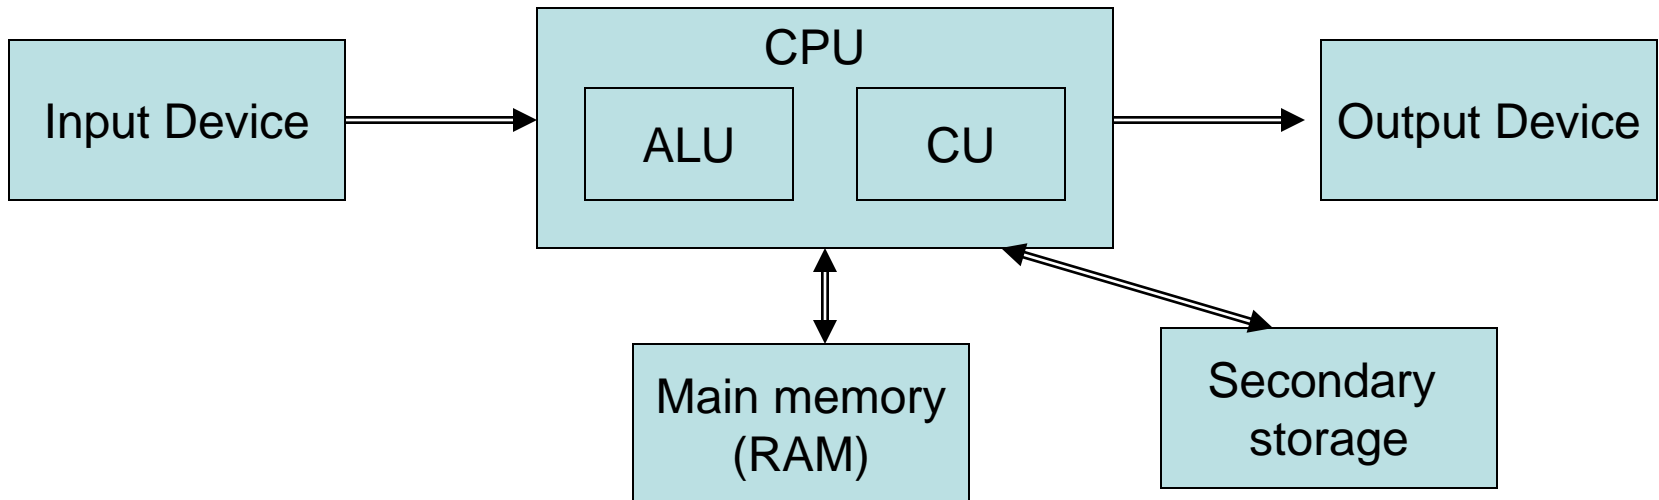 CPU
Input Device
ALU
CU
Output Device
Main memory
(RAM)
Secondary
storage